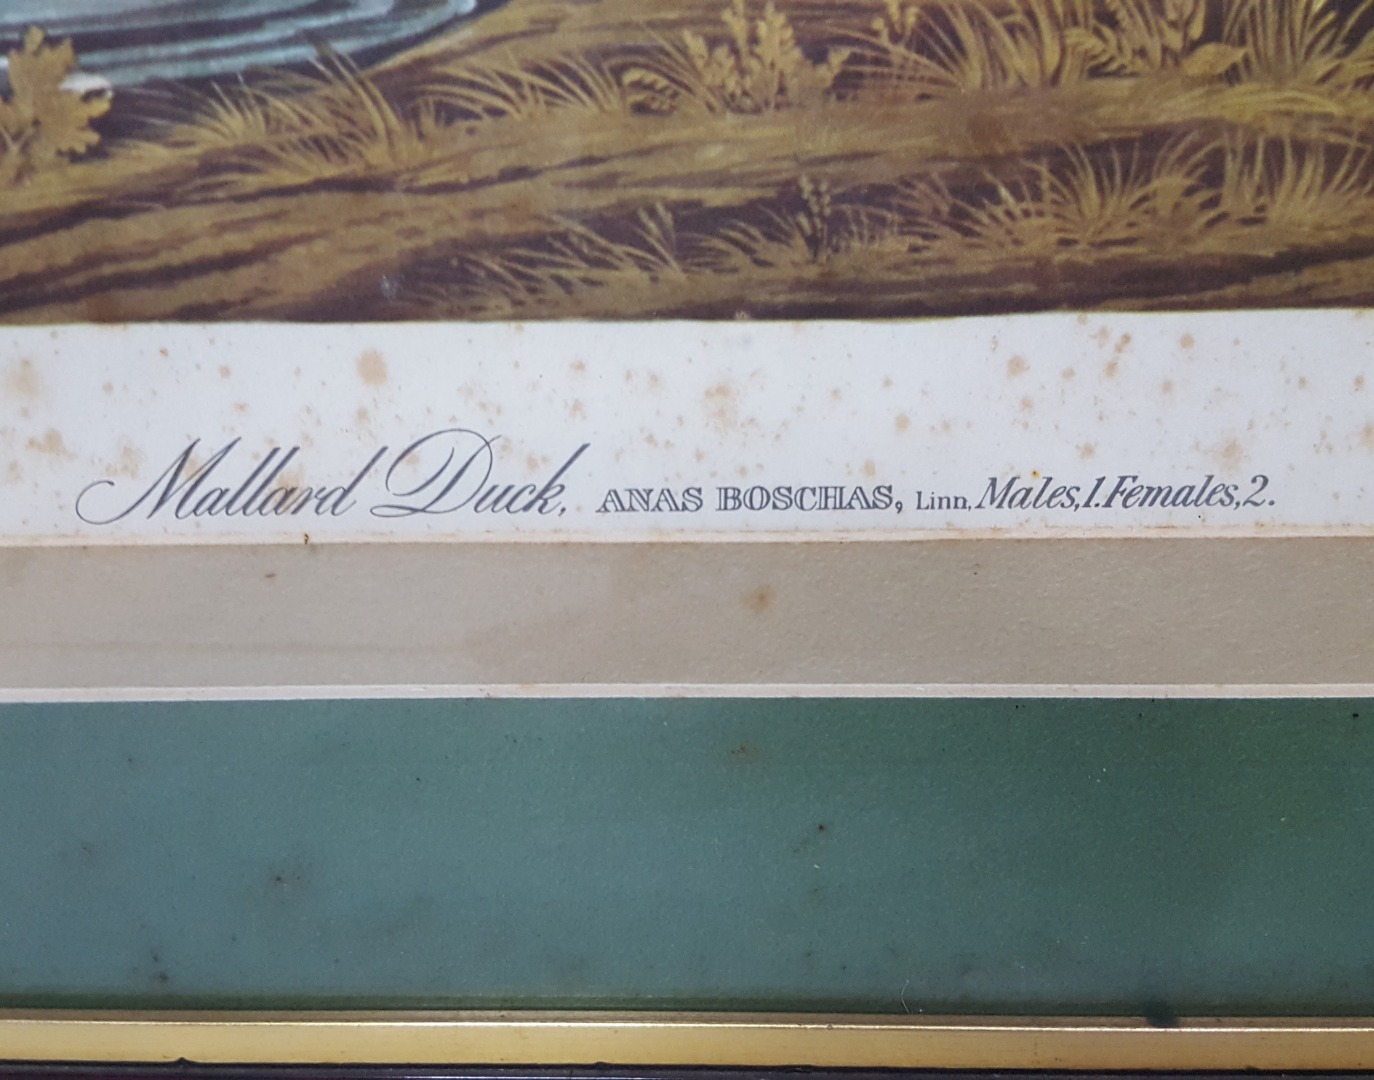 Mallard Duck, ANAS BOSCHAS, Linn, Males,1.Females,2.